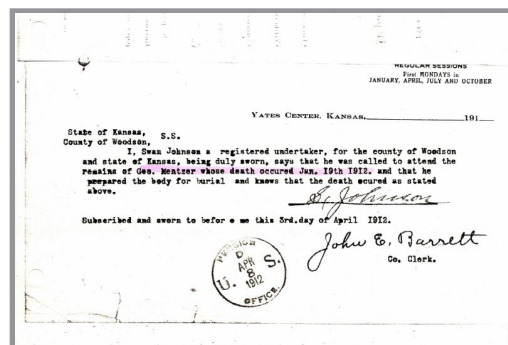 REGULAR SESSIONS
First MONDAYS in
JANUARY, APRIL, JULY AND OCTOBER
YATES CENTER, KANSAS, 191
State of Kansas,
S.S.
County of Woodson,
I, Swan Johnson a registered undertaker, for the county of Woodson
and state of Kansas, being duly sworn, says that he was called to attend the
remains of Geo. Mentzer whose death occured Jan. I9th I9I2. and that he
prepared the body for burial and knows that the death ocured as stated
above.
S. Johnson
Subscribed and sworn to befor e me this 3rd.day of April I9I2.
John E. Barrett
Co. Clerk.
PENSION
U. S.
APR
8
1912
OFFICE